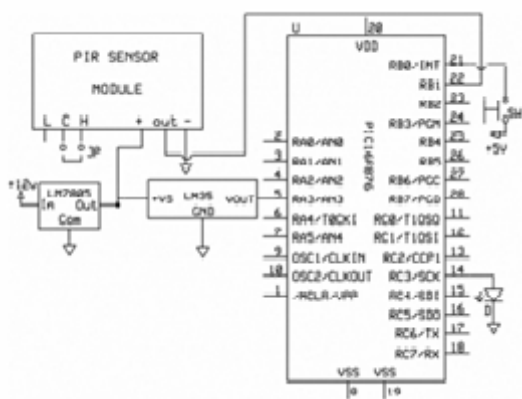 U
20
VDD
PIR SENSOR
MODULE
L C H + out -
JP
+12v
LM7805
In Out
Com
+VS LM35 VOUT
GND
PIC16F876
2 RA0/AN0
3 RA1/AN1
4 RA2/AN2
5 RA3/AN3
6 RA4/T0CKI
7 RA5/AN4
9 OSC1/CLKIN
10 OSC2/CLKOUT
1 /MCLR/VPP
RB0/INT 21
RB1 22
RB2 23
RB3/PGM 24
RB4 25
RB5 26
RB6/PGC 27
RB7/PGD 28
RC0/T1OSO 11
RC1/T1OSI 12
RC2/CCP1 13
RC3/SCK 14
RC4/SDI 15
RC5/SDO 16
RC6/TX 17
RC7/RX 18
+5V
D
VSS VSS
8 19